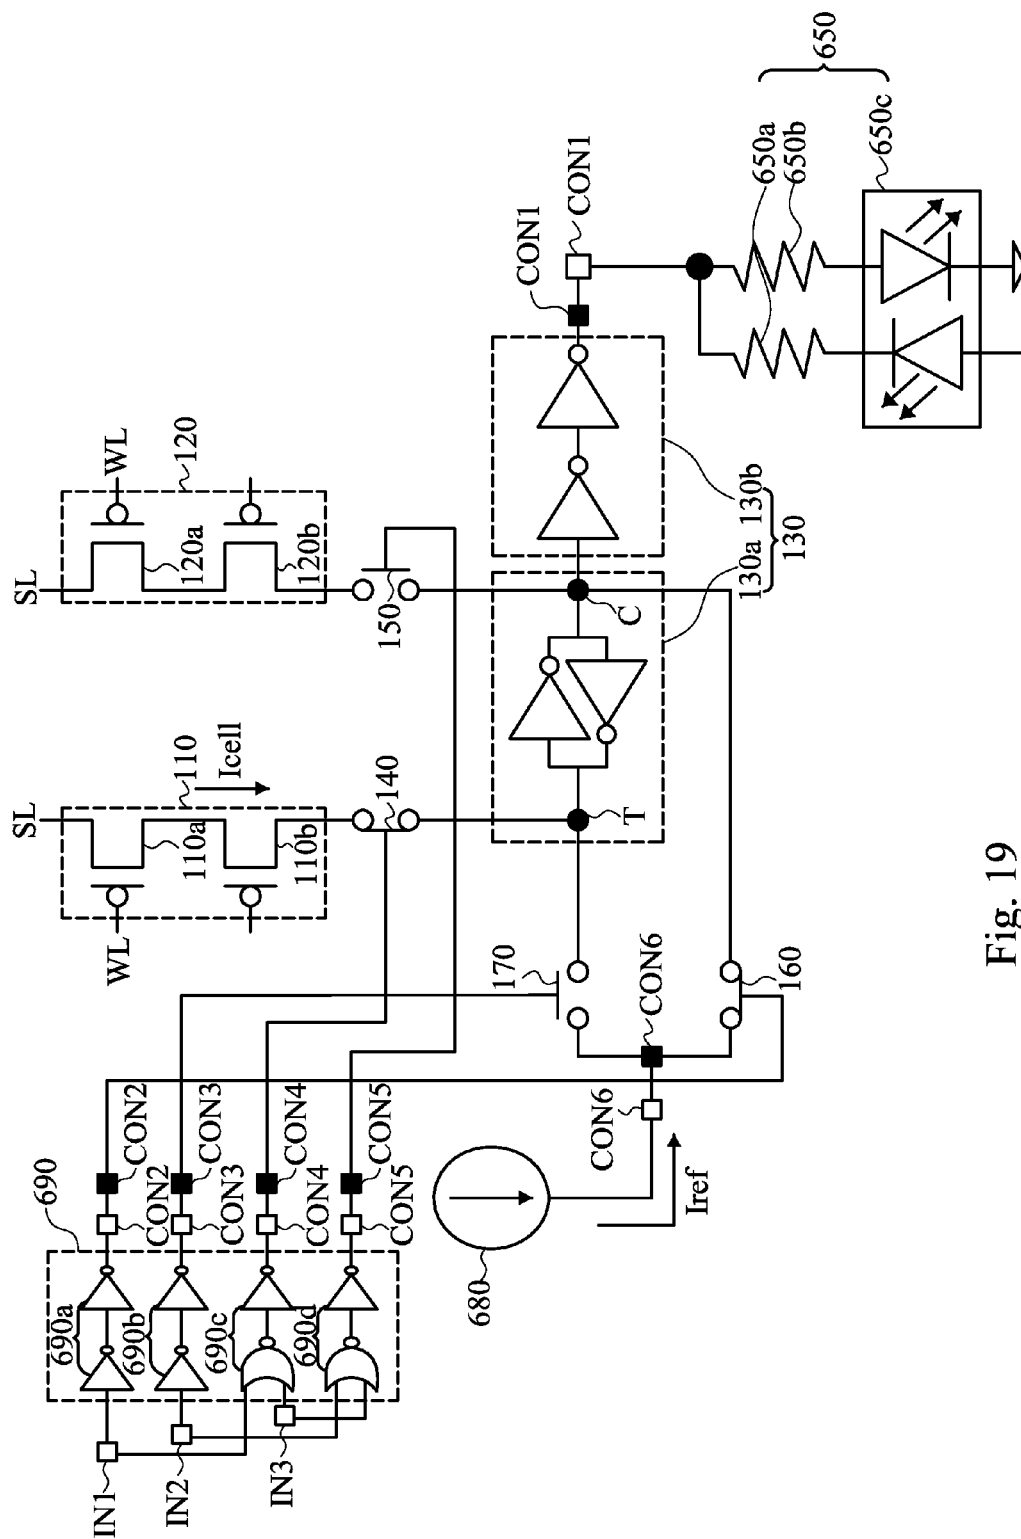 SL
SL
WL
110
110a
110b
Icell
WL
120
120a
120b
140
150
690
690a
690b
690c
690d
IN1
IN2
IN3
CON2
CON2
CON3
CON3
CON4
CON4
CON5
CON5
170
T
C
130a
130b
130
CON1
CON1
680
Iref
CON6
CON6
160
650a
650b
650
650c
Fig. 19